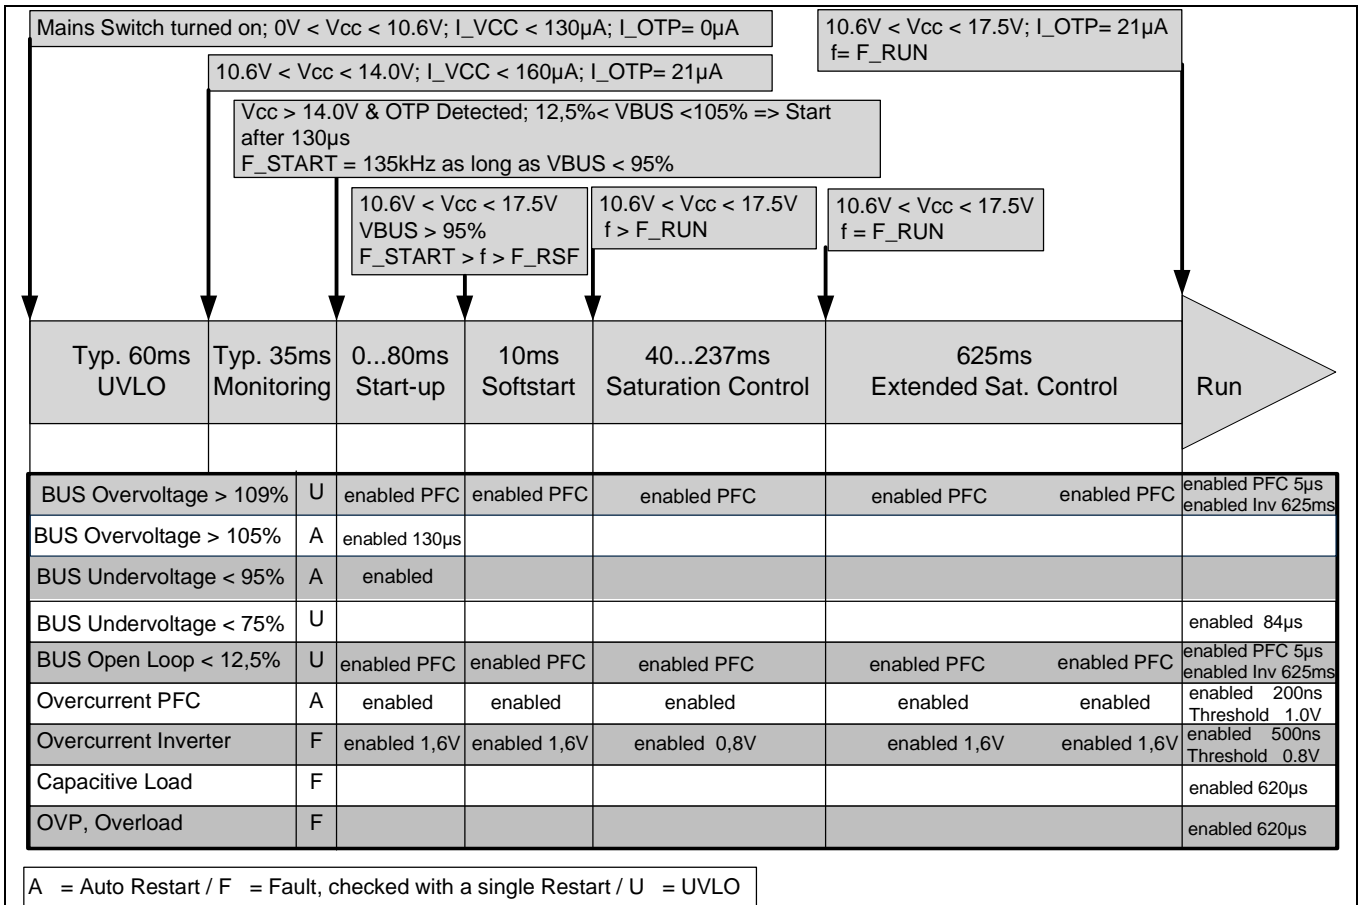 Mains Switch turned on; 0V < Vcc < 10.6V; I_VCC < 130µA; I_OTP= 0µA
10.6V < Vcc < 17.5V; I_OTP= 21µA
f= F_RUN
10.6V < Vcc < 14.0V; I_VCC < 160µA; I_OTP= 21µA
Vcc > 14.0V & OTP Detected; 12,5%< VBUS <105% => Start
after 130µs
F_START = 135kHz as long as VBUS < 95%
10.6V < Vcc < 17.5V
VBUS > 95%
F_START > f > F_RSF
10.6V < Vcc < 17.5V
f > F_RUN
10.6V < Vcc < 17.5V
f = F_RUN
Typ. 60ms
UVLO
Typ. 35ms
Monitoring
0...80ms
Start-up
10ms
Softstart
40...237ms
Saturation Control
625ms
Extended Sat. Control
Run
BUS Overvoltage > 109% U enabled PFC enabled PFC enabled PFC enabled PFC enabled PFC enabled PFC 5µs
enabled Inv 625ms
BUS Overvoltage > 105% A enabled 130µs
BUS Undervoltage < 95% A enabled
BUS Undervoltage < 75% U enabled 84µs
BUS Open Loop < 12,5% U enabled PFC enabled PFC enabled PFC enabled PFC enabled PFC enabled PFC 5µs
enabled Inv 625ms
Overcurrent PFC A enabled enabled enabled enabled enabled enabled 200ns
Threshold 1.0V
Overcurrent Inverter F enabled 1,6V enabled 1,6V enabled 0,8V enabled 1,6V enabled 1,6V enabled 500ns
Threshold 0.8V
Capacitive Load F enabled 620µs
OVP, Overload F enabled 620µs
A = Auto Restart / F = Fault, checked with a single Restart / U = UVLO